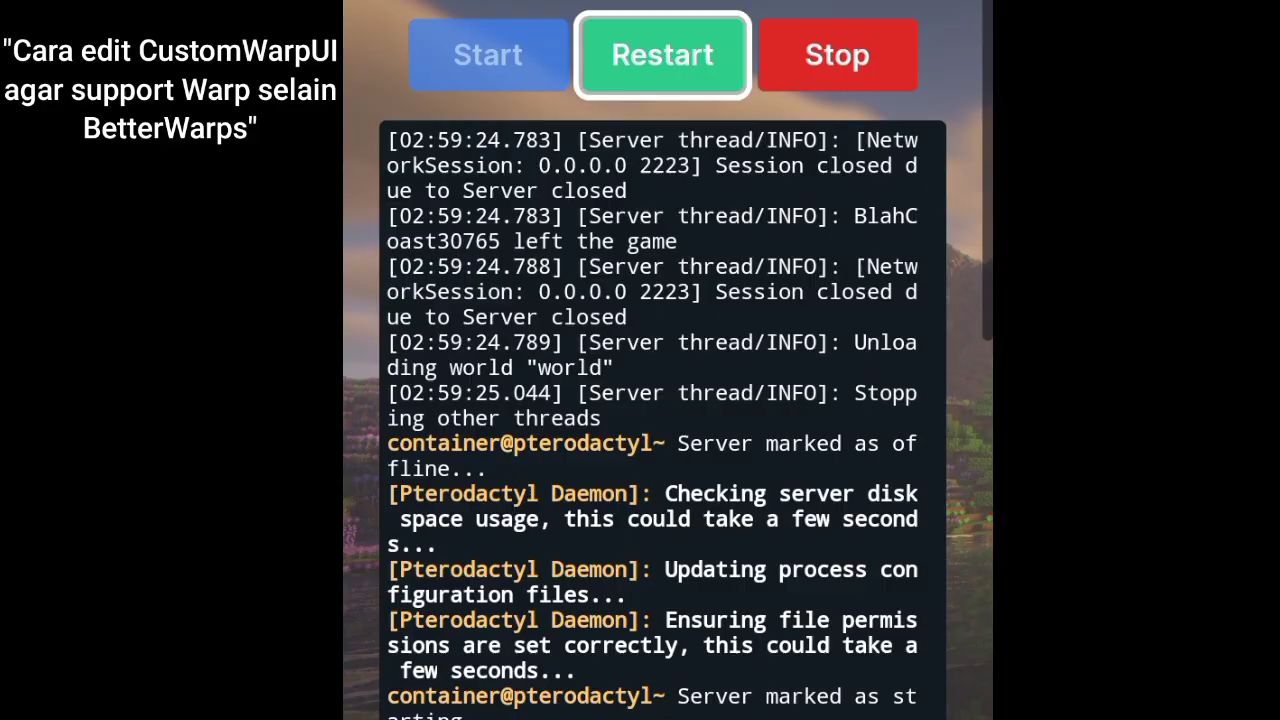 "Cara edit CustomWarpUI
agar support Warp selain
BetterWarps"
Start
Restart
Stop
[02:59:24.783] [Server thread/INFO]: [Netw
orkSession: 0.0.0.0 2223] Session closed d
ue to Server closed
[02:59:24.783] [Server thread/INFO]: BlahC
oast30765 left the game
[02:59:24.788] [Server thread/INFO]: [Netw
orkSession: 0.0.0.0 2223] Session closed d
ue to Server closed
[02:59:24.789] [Server thread/INFO]: Unloa
ding world "world"
[02:59:25.044] [Server thread/INFO]: Stopp
ing other threads
container@pterodactyl~ Server marked as of
fline...
[Pterodactyl Daemon]: Checking server disk
space usage, this could take a few second
s...
[Pterodactyl Daemon]: Updating process con
figuration files...
[Pterodactyl Daemon]: Ensuring file permis
sions are set correctly, this could take a
few seconds...
container@pterodactyl~ Server marked as st
arting